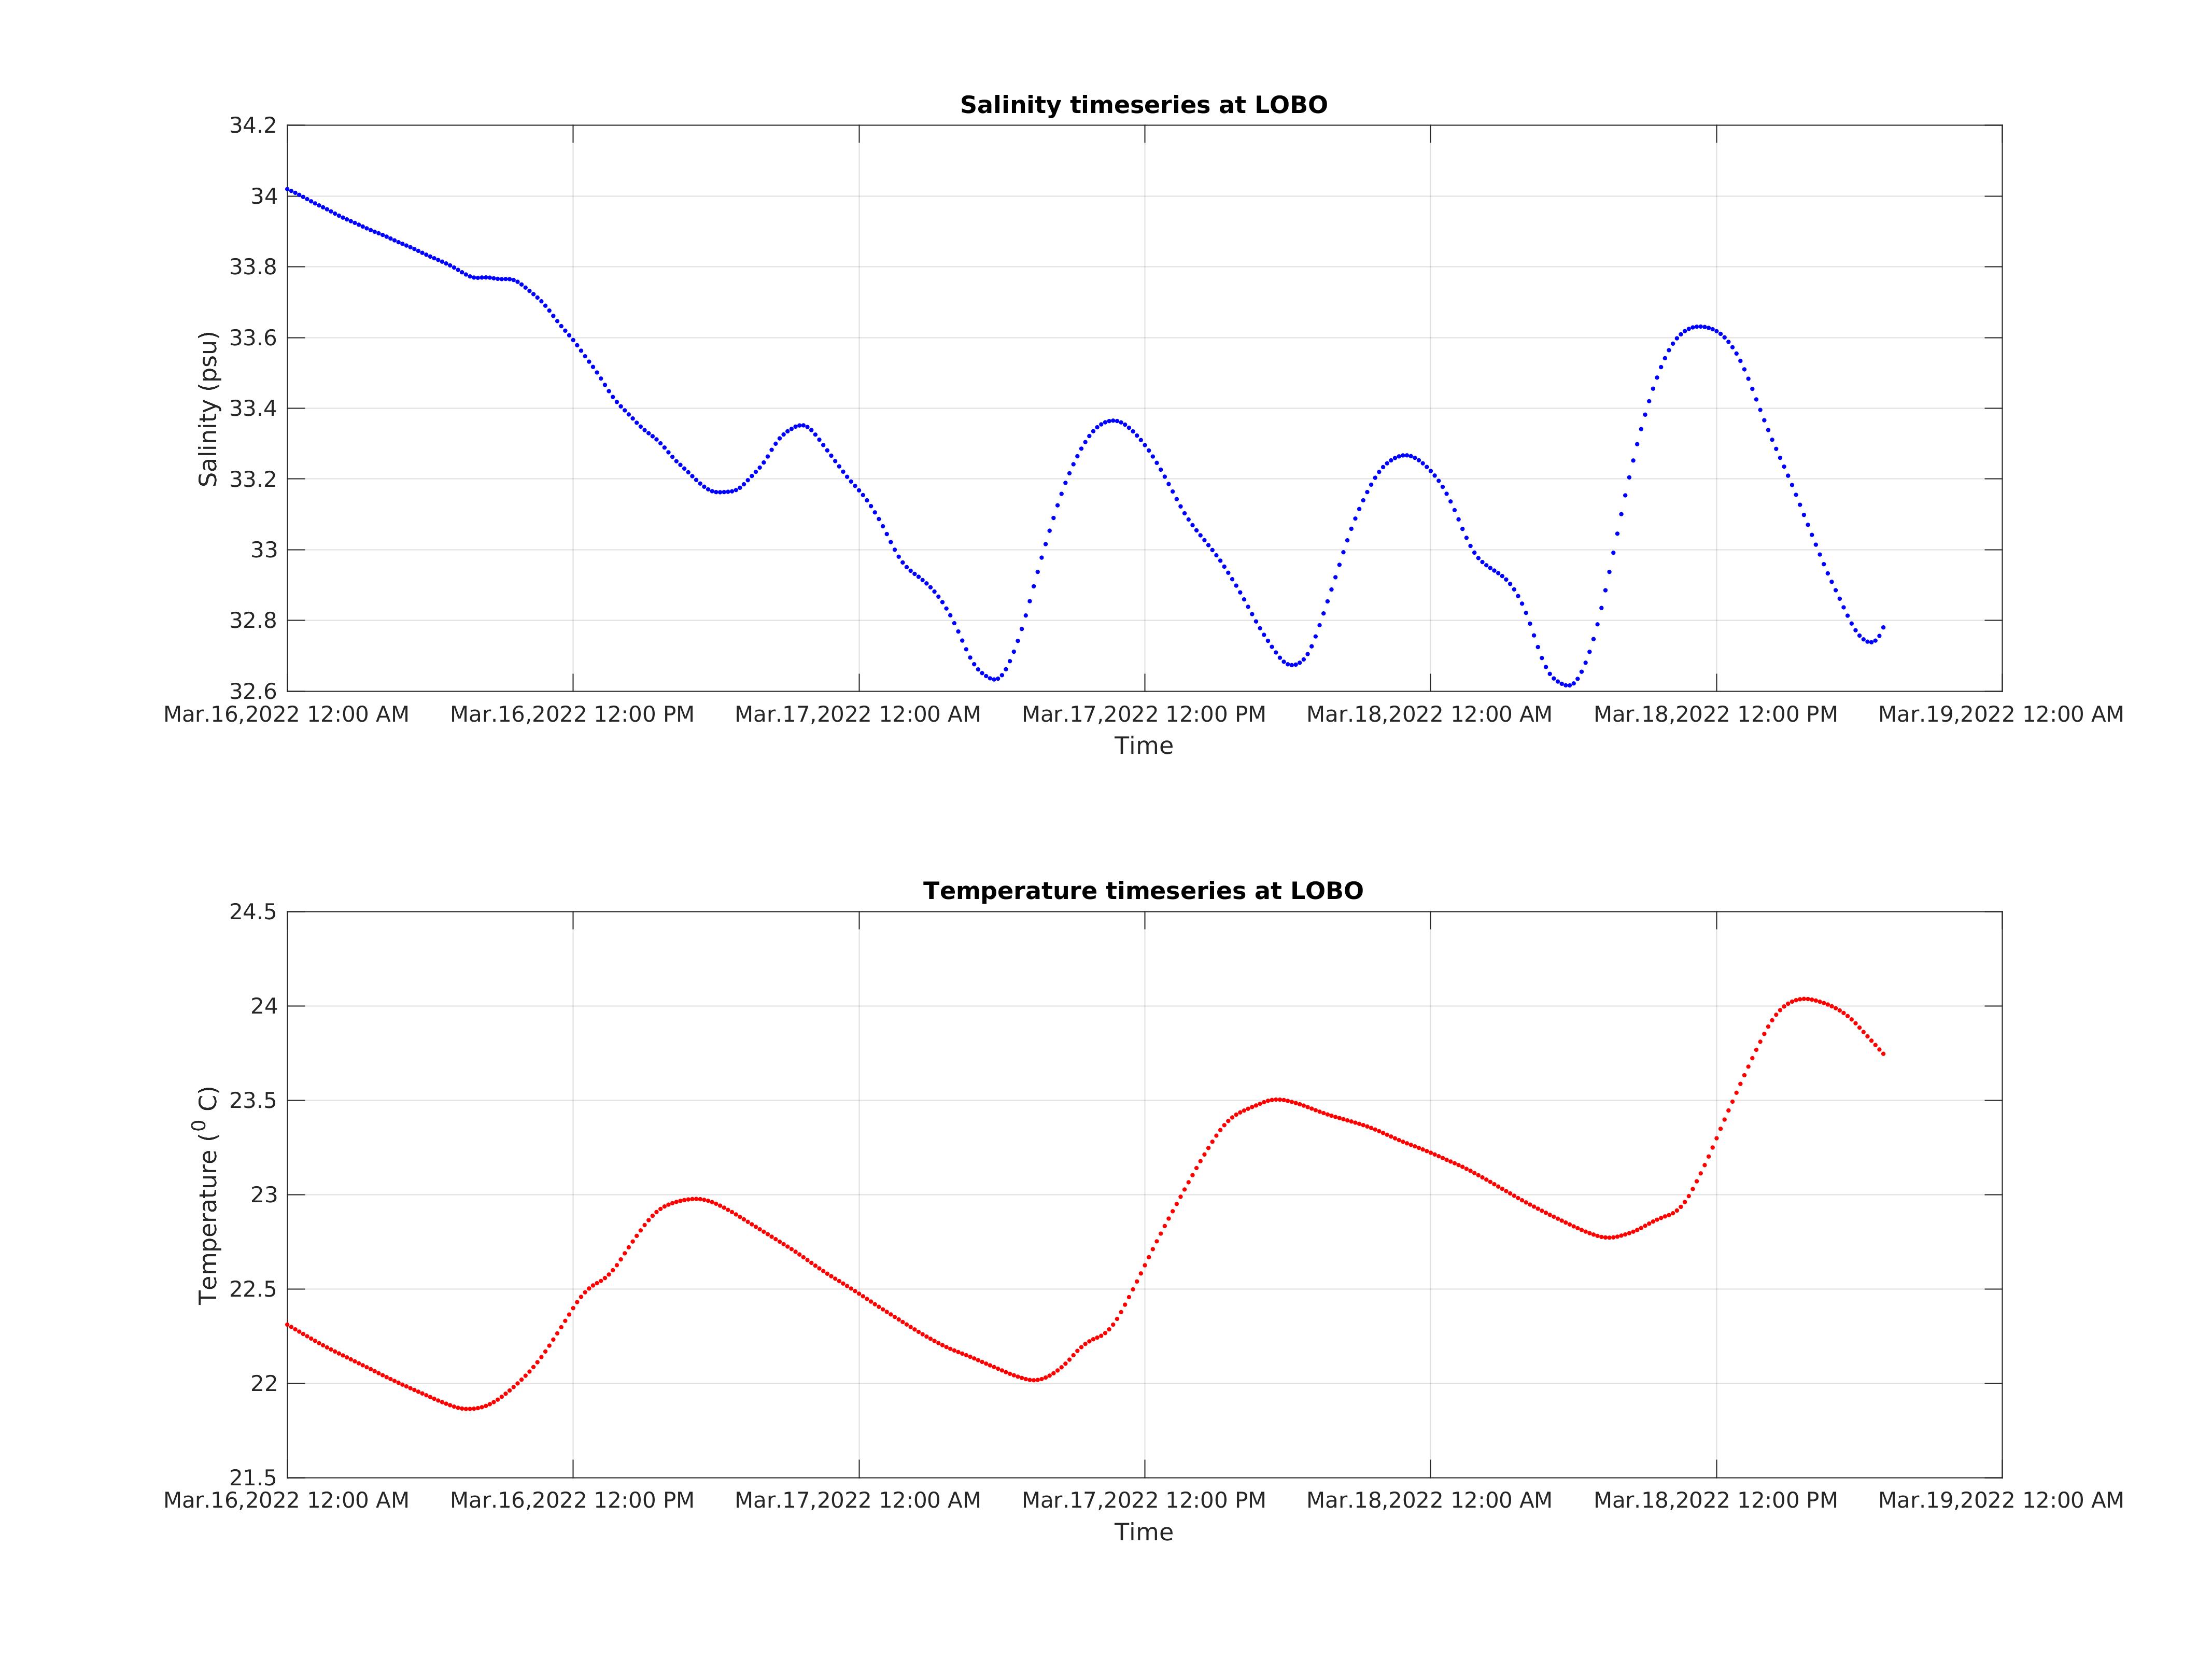 Salinity timeseries at LOBO
34.2
34
33.8
33.6
33.4
33.2
33
32.8
32.6
Salinity (psu)
Mar.16,2022 12:00 AM Mar.16,2022 12:00 PM Mar.17,2022 12:00 AM Mar.17,2022 12:00 PM Mar.18,2022 12:00 AM Mar.18,2022 12:00 PM Mar.19,2022 12:00 AM
Time
Temperature timeseries at LOBO
24.5
24
23.5
23
22.5
22
21.5
Temperature (⁰ C)
Mar.16,2022 12:00 AM Mar.16,2022 12:00 PM Mar.17,2022 12:00 AM Mar.17,2022 12:00 PM Mar.18,2022 12:00 AM Mar.18,2022 12:00 PM Mar.19,2022 12:00 AM
Time